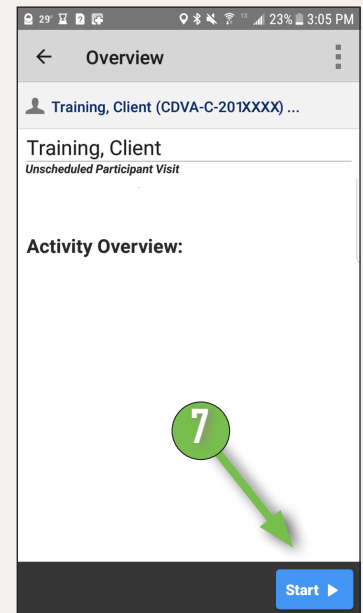 29° 23% 3:05 PM
Overview
Training, Client (CDVA-C-201XXXX) ...
Training, Client
Unscheduled Participant Visit
Activity Overview:
7
Start